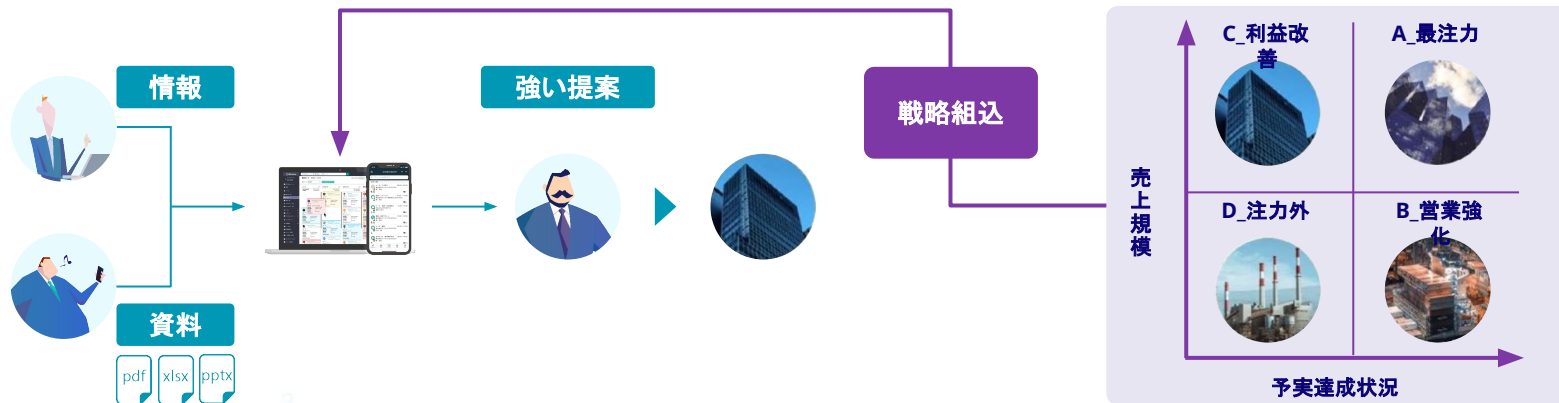 情報
資料
pdf
xlsx
pptx
強い提案
戦略組込
売上規模
C_利益改
善
A_最注力
D_注力外
B_営業強
化
予実達成状況